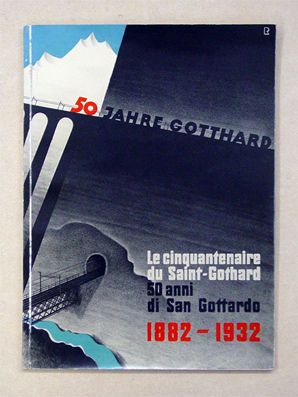 50 JAHRE GOTTHARD
Le cinquantenaire
du Saint-Gothard
50 anni
di San Gottardo
1882 – 1932